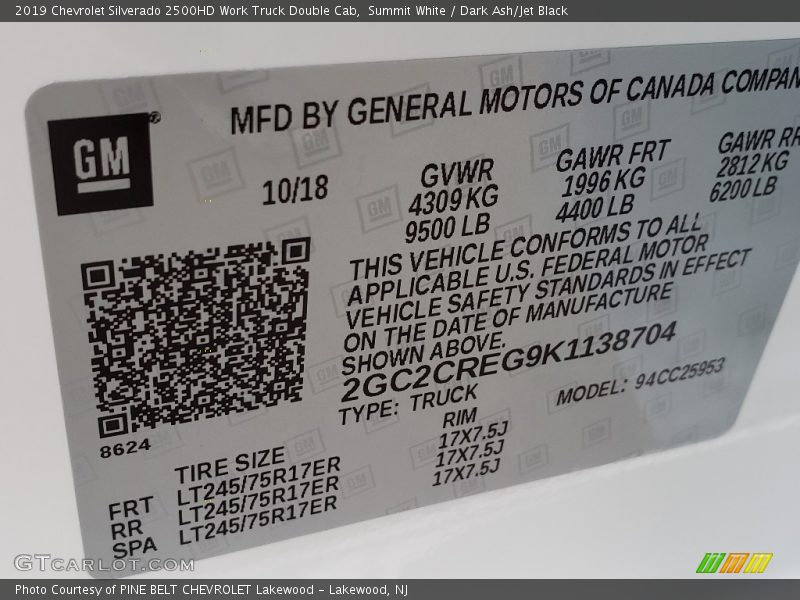 2019 Chevrolet Silverado 2500HD Work Truck Double Cab,  Summit White / Dark Ash/Jet Black
MFD BY GENERAL MOTORS OF CANADA COMPAN
GM ®
10/18
GVWR
4309 KG
9500 LB
GAWR FRT
1996 KG
4400 LB
GAWR RR
2812 KG
6200 LB
THIS VEHICLE CONFORMS TO ALL
APPLICABLE U.S. FEDERAL MOTOR
VEHICLE SAFETY STANDARDS IN EFFECT
ON THE DATE OF MANUFACTURE
SHOWN ABOVE.
2GC2CREG9K1138704
TYPE: TRUCK
MODEL: 94CC25953
8624
TIRE SIZE
RIM
FRT LT245/75R17ER 17X7.5J
RR LT245/75R17ER 17X7.5J
SPA LT245/75R17ER 17X7.5J
GTCARLOT.COM
Photo Courtesy of PINE BELT CHEVROLET Lakewood - Lakewood, NJ